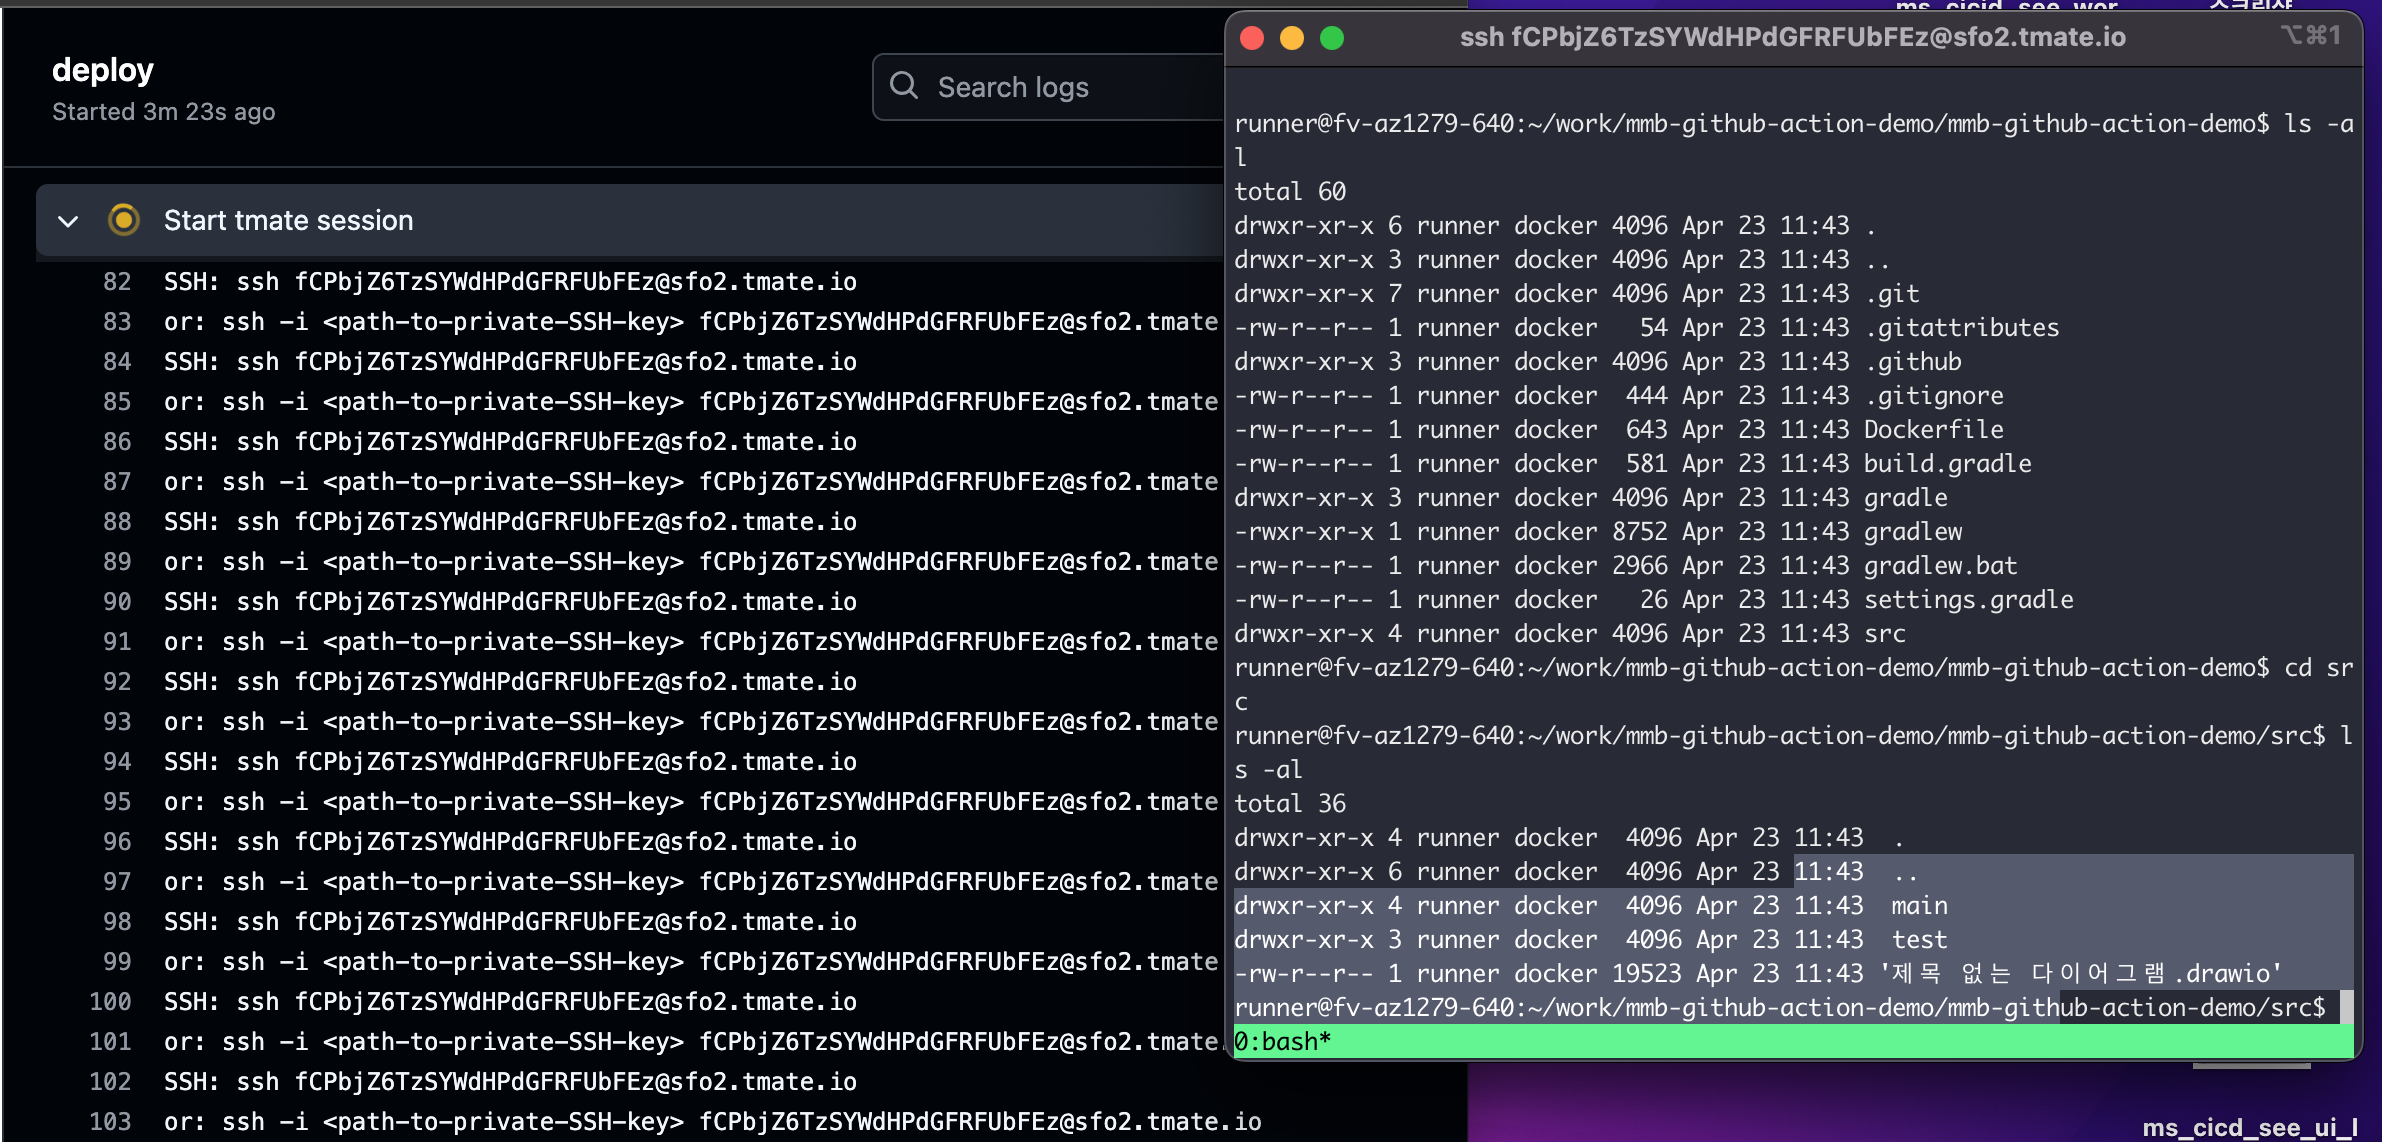 ms_cicd_see_wor
스크린샷
deploy
Started 3m 23s ago
Search logs
Start tmate session
82 SSH: ssh fCPbjZ6TzSYWdHPdGFRFUbFEz@sfo2.tmate.io
83 or: ssh -i <path-to-private-SSH-key> fCPbjZ6TzSYWdHPdGFRFUbFEz@sfo2.tmate
84 SSH: ssh fCPbjZ6TzSYWdHPdGFRFUbFEz@sfo2.tmate.io
85 or: ssh -i <path-to-private-SSH-key> fCPbjZ6TzSYWdHPdGFRFUbFEz@sfo2.tmate
86 SSH: ssh fCPbjZ6TzSYWdHPdGFRFUbFEz@sfo2.tmate.io
87 or: ssh -i <path-to-private-SSH-key> fCPbjZ6TzSYWdHPdGFRFUbFEz@sfo2.tmate
88 SSH: ssh fCPbjZ6TzSYWdHPdGFRFUbFEz@sfo2.tmate.io
89 or: ssh -i <path-to-private-SSH-key> fCPbjZ6TzSYWdHPdGFRFUbFEz@sfo2.tmate
90 SSH: ssh fCPbjZ6TzSYWdHPdGFRFUbFEz@sfo2.tmate.io
91 or: ssh -i <path-to-private-SSH-key> fCPbjZ6TzSYWdHPdGFRFUbFEz@sfo2.tmate
92 SSH: ssh fCPbjZ6TzSYWdHPdGFRFUbFEz@sfo2.tmate.io
93 or: ssh -i <path-to-private-SSH-key> fCPbjZ6TzSYWdHPdGFRFUbFEz@sfo2.tmate
94 SSH: ssh fCPbjZ6TzSYWdHPdGFRFUbFEz@sfo2.tmate.io
95 or: ssh -i <path-to-private-SSH-key> fCPbjZ6TzSYWdHPdGFRFUbFEz@sfo2.tmate
96 SSH: ssh fCPbjZ6TzSYWdHPdGFRFUbFEz@sfo2.tmate.io
97 or: ssh -i <path-to-private-SSH-key> fCPbjZ6TzSYWdHPdGFRFUbFEz@sfo2.tmate
98 SSH: ssh fCPbjZ6TzSYWdHPdGFRFUbFEz@sfo2.tmate.io
99 or: ssh -i <path-to-private-SSH-key> fCPbjZ6TzSYWdHPdGFRFUbFEz@sfo2.tmate
100 SSH: ssh fCPbjZ6TzSYWdHPdGFRFUbFEz@sfo2.tmate.io
101 or: ssh -i <path-to-private-SSH-key> fCPbjZ6TzSYWdHPdGFRFUbFEz@sfo2.tmate.
102 SSH: ssh fCPbjZ6TzSYWdHPdGFRFUbFEz@sfo2.tmate.io
103 or: ssh -i <path-to-private-SSH-key> fCPbjZ6TzSYWdHPdGFRFUbFEz@sfo2.tmate.io
ssh fCPbjZ6TzSYWdHPdGFRFUbFEz@sfo2.tmate.io ⌥⌘1
runner@fv-az1279-640:~/work/mmb-github-action-demo/mmb-github-action-demo$ ls -a
l
total 60
drwxr-xr-x 6 runner docker 4096 Apr 23 11:43 .
drwxr-xr-x 3 runner docker 4096 Apr 23 11:43 ..
drwxr-xr-x 7 runner docker 4096 Apr 23 11:43 .git
-rw-r--r-- 1 runner docker   54 Apr 23 11:43 .gitattributes
drwxr-xr-x 3 runner docker 4096 Apr 23 11:43 .github
-rw-r--r-- 1 runner docker  444 Apr 23 11:43 .gitignore
-rw-r--r-- 1 runner docker  643 Apr 23 11:43 Dockerfile
-rw-r--r-- 1 runner docker  581 Apr 23 11:43 build.gradle
drwxr-xr-x 3 runner docker 4096 Apr 23 11:43 gradle
-rwxr-xr-x 1 runner docker 8752 Apr 23 11:43 gradlew
-rw-r--r-- 1 runner docker 2966 Apr 23 11:43 gradlew.bat
-rw-r--r-- 1 runner docker   26 Apr 23 11:43 settings.gradle
drwxr-xr-x 4 runner docker 4096 Apr 23 11:43 src
runner@fv-az1279-640:~/work/mmb-github-action-demo/mmb-github-action-demo$ cd sr
c
runner@fv-az1279-640:~/work/mmb-github-action-demo/mmb-github-action-demo/src$ l
s -al
total 36
drwxr-xr-x 4 runner docker  4096 Apr 23 11:43  .
drwxr-xr-x 6 runner docker  4096 Apr 23 11:43  ..
drwxr-xr-x 4 runner docker  4096 Apr 23 11:43  main
drwxr-xr-x 3 runner docker  4096 Apr 23 11:43  test
-rw-r--r-- 1 runner docker 19523 Apr 23 11:43 '제목 없는 다이어그램.drawio'
runner@fv-az1279-640:~/work/mmb-github-action-demo/mmb-github-action-demo/src$
0:bash*
ms_cicd_see_ui_l